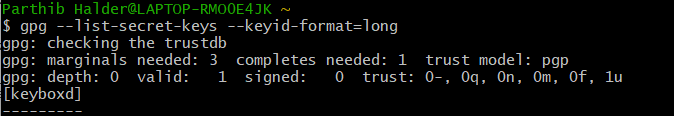 Parthib Halder@LAPTOP-RMO0E4JK ~
$ gpg --list-secret-keys --keyid-format=long
gpg: checking the trustdb
gpg: marginals needed: 3  completes needed: 1  trust model: pgp
gpg: depth: 0  valid:   1  signed:   0  trust: 0-, 0q, 0n, 0m, 0f, 1u
[keyboxd]
---------